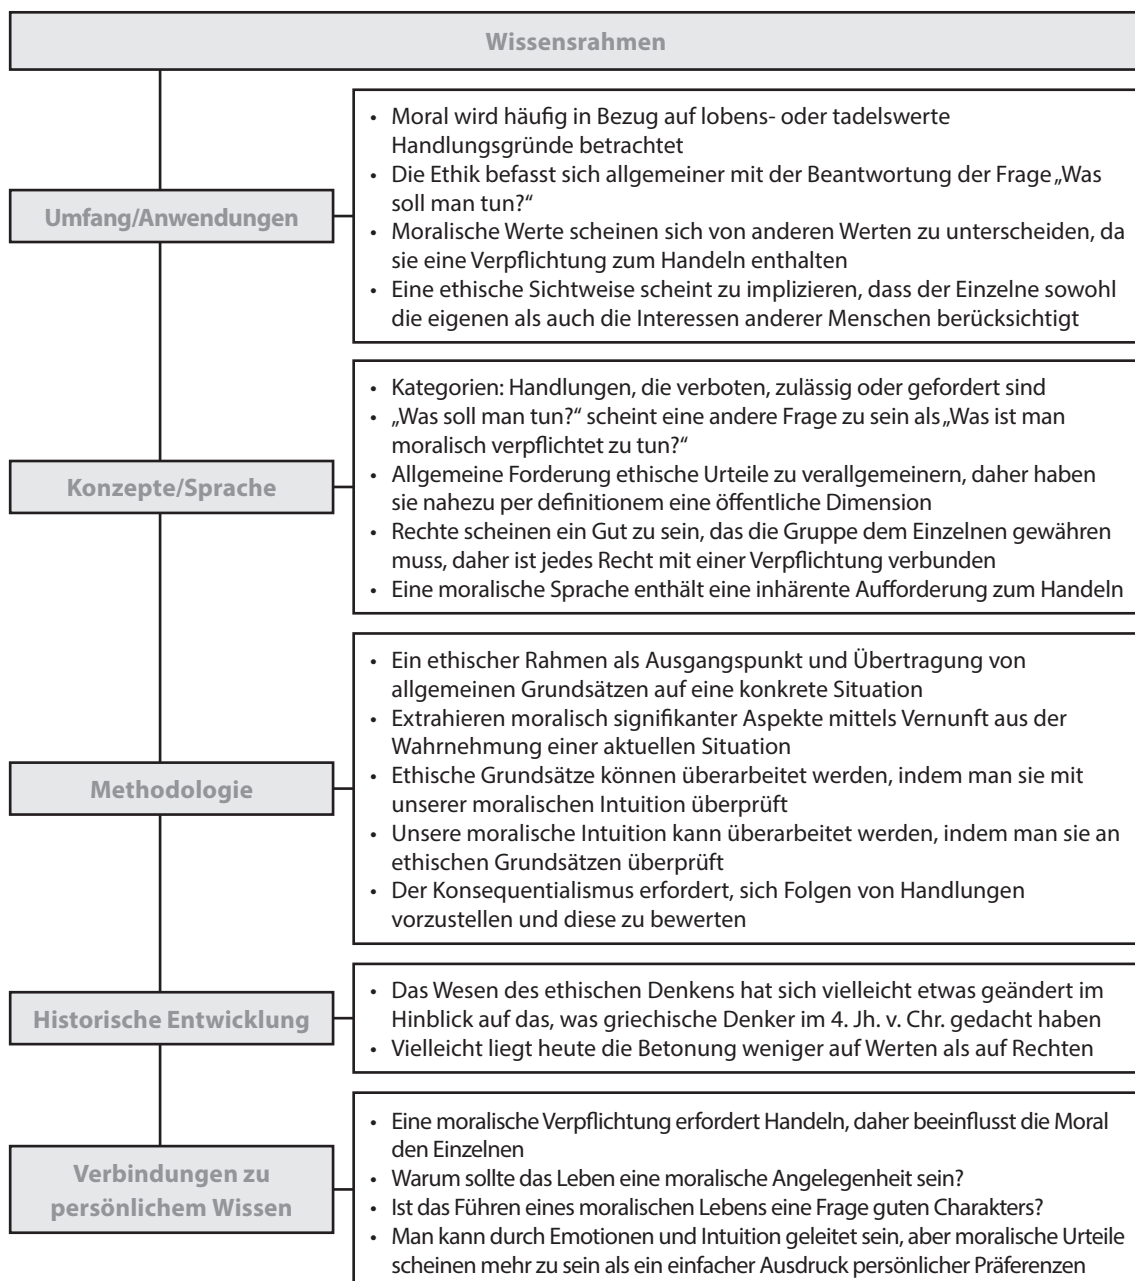 Wissensrahmen
Umfang/Anwendungen
• Moral wird häufig in Bezug auf lobens- oder tadelswerte
Handlungsgründe betrachtet
• Die Ethik befasst sich allgemeiner mit der Beantwortung der Frage „Was
soll man tun?“
• Moralische Werte scheinen sich von anderen Werten zu unterscheiden, da
sie eine Verpflichtung zum Handeln enthalten
• Eine ethische Sichtweise scheint zu implizieren, dass der Einzelne sowohl
die eigenen als auch die Interessen anderer Menschen berücksichtigt
Konzepte/Sprache
• Kategorien: Handlungen, die verboten, zulässig oder gefordert sind
• „Was soll man tun?“ scheint eine andere Frage zu sein als „Was ist man
moralisch verpflichtet zu tun?“
• Allgemeine Forderung ethische Urteile zu verallgemeinern, daher haben
sie nahezu per definitionem eine öffentliche Dimension
• Rechte scheinen ein Gut zu sein, das die Gruppe dem Einzelnen gewähren
muss, daher ist jedes Recht mit einer Verpflichtung verbunden
• Eine moralische Sprache enthält eine inhärente Aufforderung zum Handeln
Methodologie
• Ein ethischer Rahmen als Ausgangspunkt und Übertragung von
allgemeinen Grundsätzen auf eine konkrete Situation
• Extrahieren moralisch signifikanter Aspekte mittels Vernunft aus der
Wahrnehmung einer aktuellen Situation
• Ethische Grundsätze können überarbeitet werden, indem man sie mit
unserer moralischen Intuition überprüft
• Unsere moralische Intuition kann überarbeitet werden, indem man sie an
ethischen Grundsätzen überprüft
• Der Konsequentialismus erfordert, sich Folgen von Handlungen
vorzustellen und diese zu bewerten
Historische Entwicklung
• Das Wesen des ethischen Denkens hat sich vielleicht etwas geändert im
Hinblick auf das, was griechische Denker im 4. Jh. v. Chr. gedacht haben
• Vielleicht liegt heute die Betonung weniger auf Werten als auf Rechten
Verbindungen zu
persönlichem Wissen
• Eine moralische Verpflichtung erfordert Handeln, daher beeinflusst die Moral
den Einzelnen
• Warum sollte das Leben eine moralische Angelegenheit sein?
• Ist das Führen eines moralischen Lebens eine Frage guten Charakters?
• Man kann durch Emotionen und Intuition geleitet sein, aber moralische Urteile
scheinen mehr zu sein als ein einfacher Ausdruck persönlicher Präferenzen